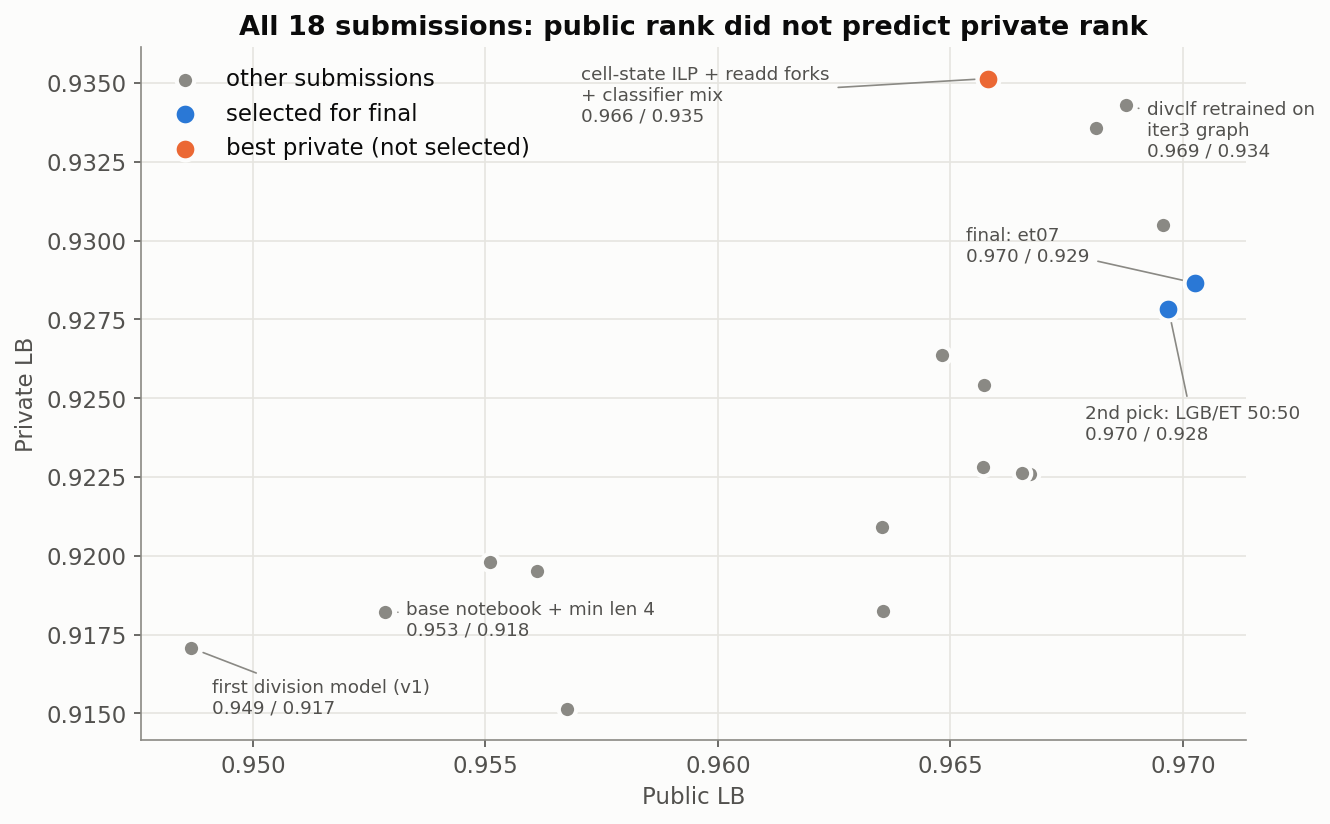 All 18 submissions: public rank did not predict private rank
other submissions
selected for final
best private (not selected)
cell-state ILP + readd forks
+ classifier mix
0.966 / 0.935
divclf retrained on
iter3 graph
0.969 / 0.934
final: et07
0.970 / 0.929
2nd pick: LGB/ET 50:50
0.970 / 0.928
base notebook + min len 4
0.953 / 0.918
first division model (v1)
0.949 / 0.917
Private LB
0.9350
0.9325
0.9300
0.9275
0.9250
0.9225
0.9200
0.9175
0.9150
0.950
0.955
0.960
0.965
0.970
Public LB